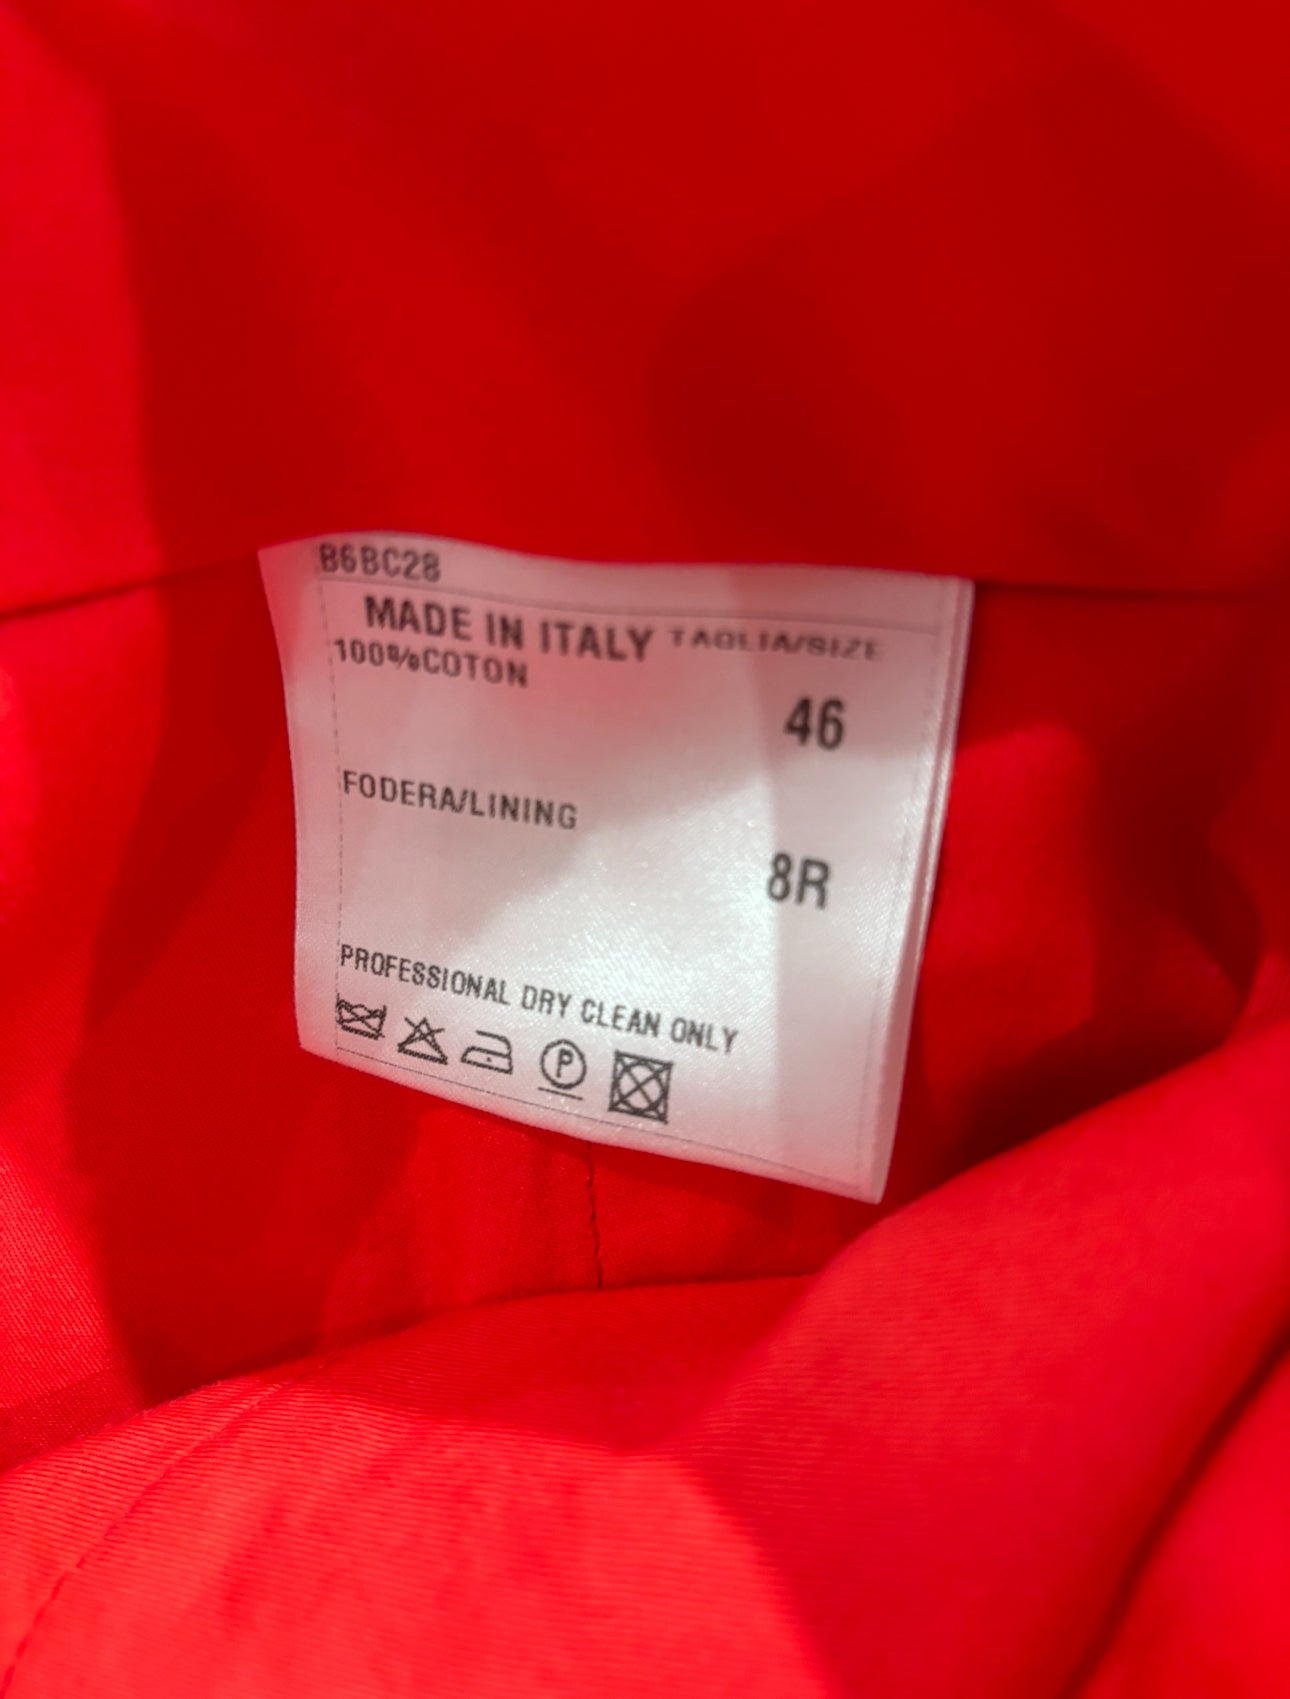 B6BC28
MADE IN ITALY TAGLIA/SIZE
100%COTON
46
FODERA/LINING
8R
PROFESSIONAL DRY CLEAN ONLY
P